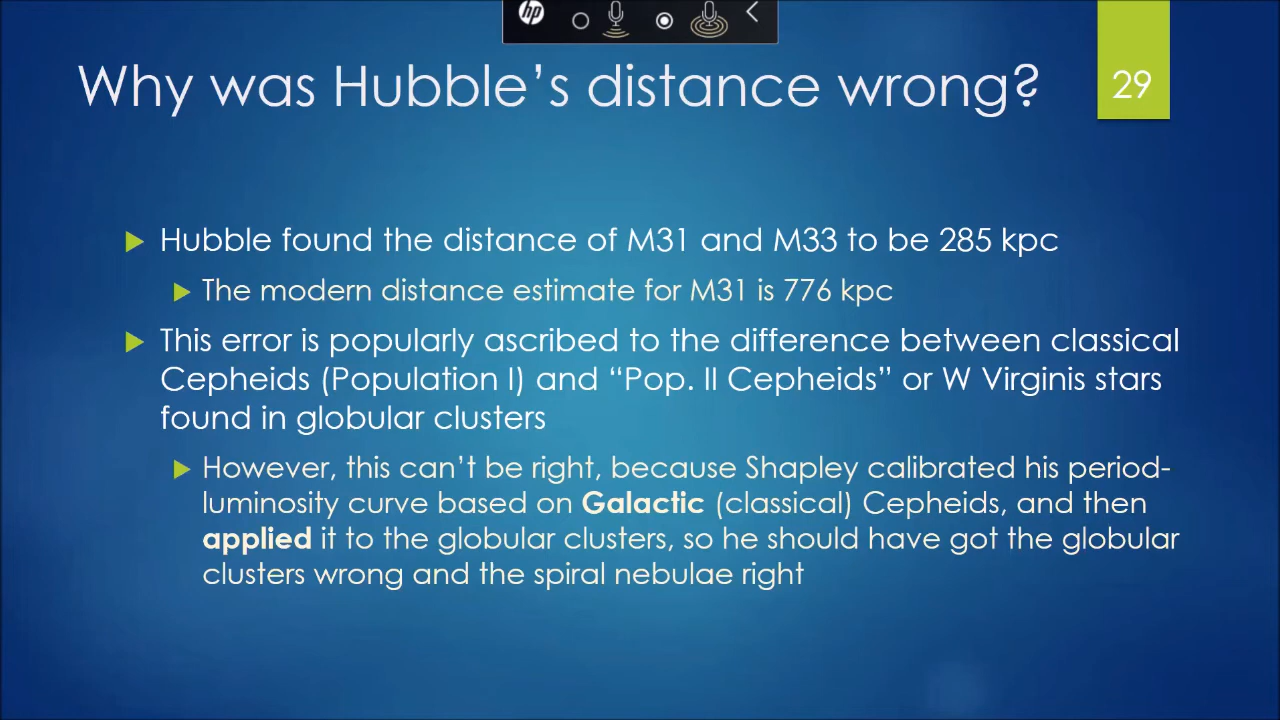 hp
Why was Hubble’s distance wrong?
29
Hubble found the distance of M31 and M33 to be 285 kpc
The modern distance estimate for M31 is 776 kpc
This error is popularly ascribed to the difference between classical
Cepheids (Population I) and “Pop. II Cepheids” or W Virginis stars
found in globular clusters
However, this can’t be right, because Shapley calibrated his period-
luminosity curve based on Galactic (classical) Cepheids, and then
applied it to the globular clusters, so he should have got the globular
clusters wrong and the spiral nebulae right